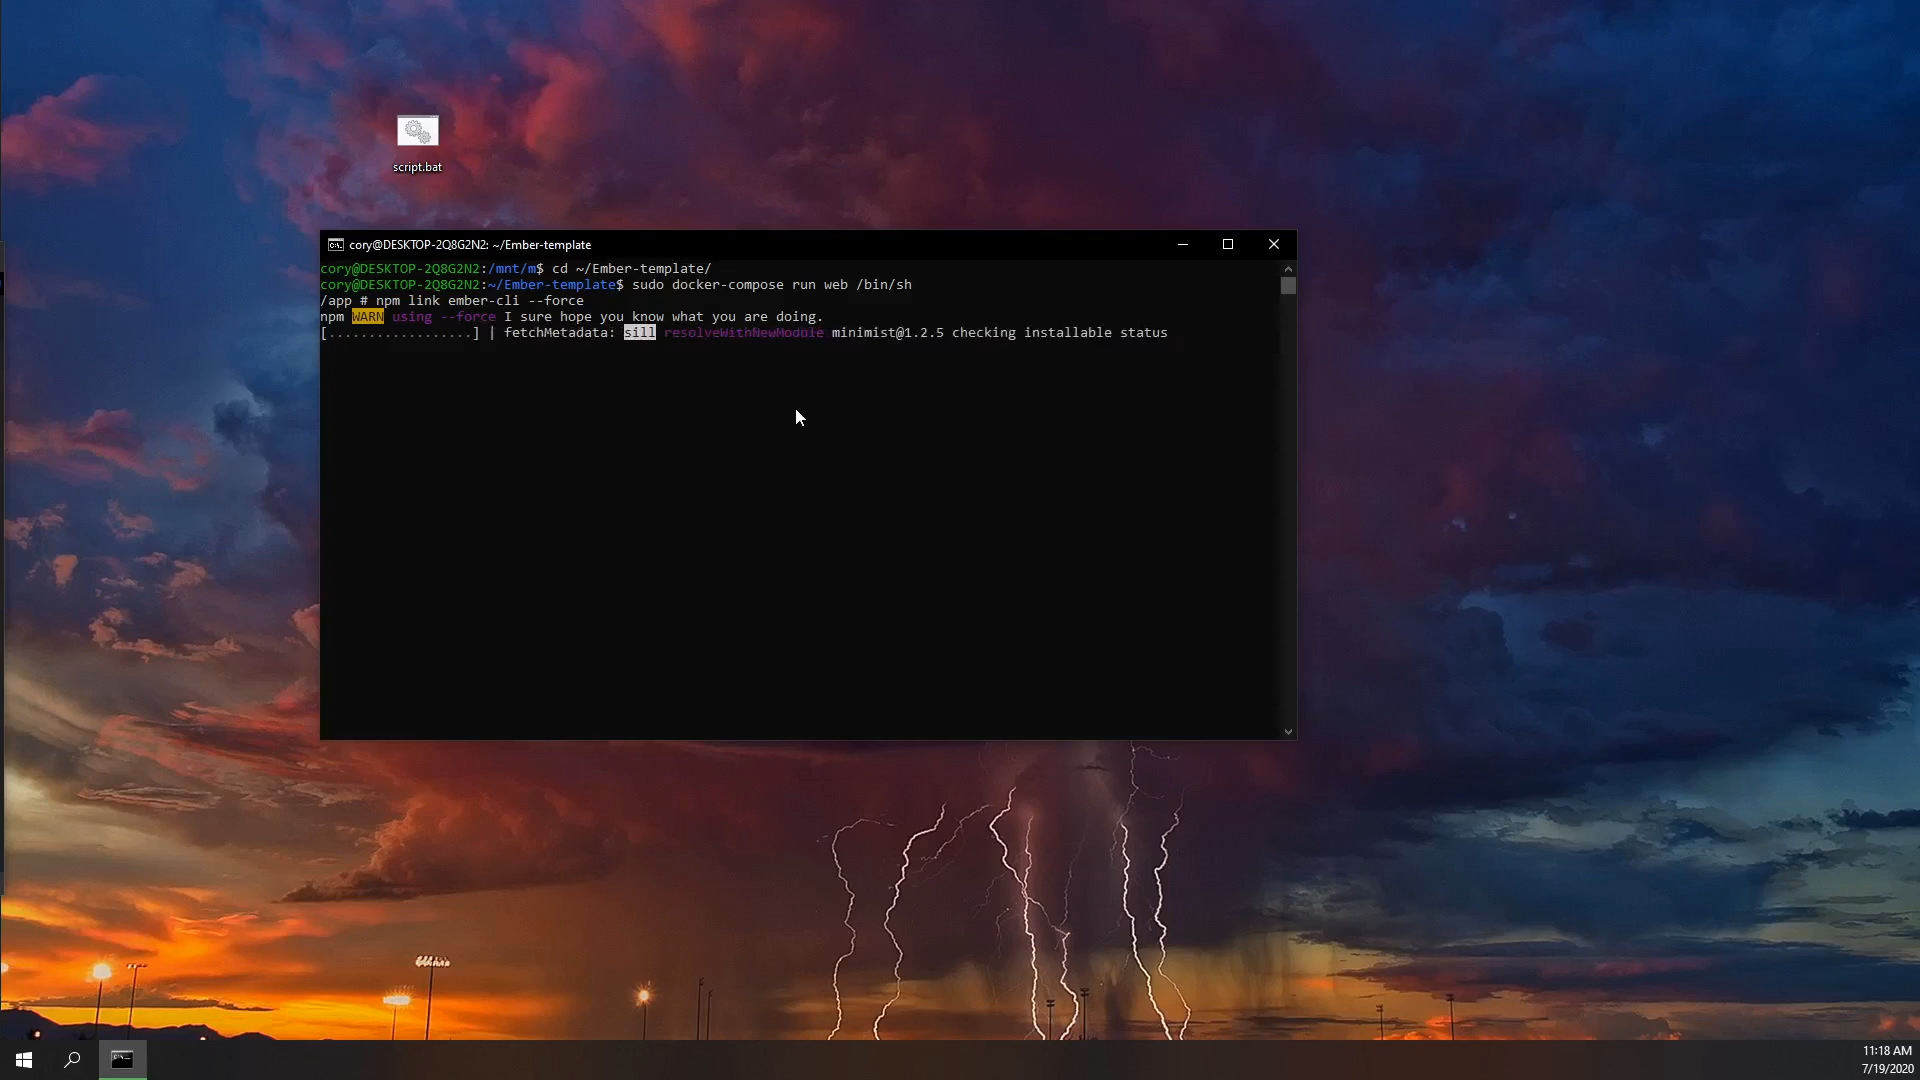 script.bat
cory@DESKTOP-2Q8G2N2: ~/Ember-template
cory@DESKTOP-2Q8G2N2:/mnt/m$ cd ~/Ember-template/
cory@DESKTOP-2Q8G2N2:~/Ember-template$ sudo docker-compose run web /bin/sh
/app # npm link ember-cli --force
npm WARN using --force I sure hope you know what you are doing.
[..................] | fetchMetadata: sill resolveWithNewModule minimist@1.2.5 checking installable status
11:18 AM
7/19/2020